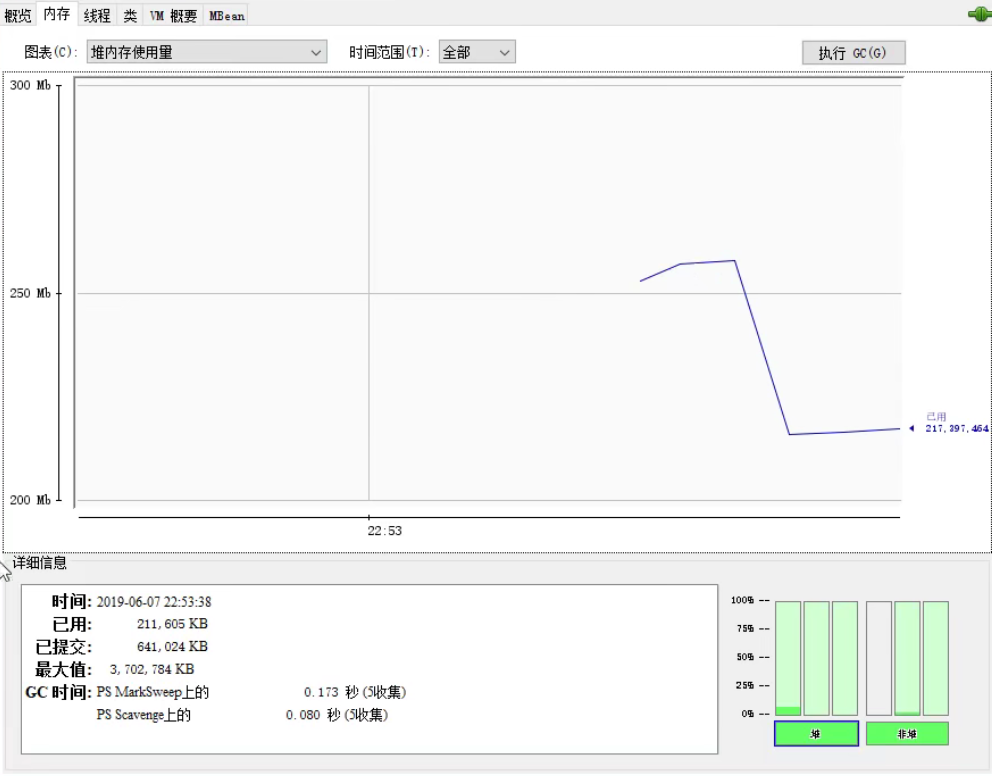 概览 内存 线程 类 VM 概要 MBean
图表(C): 堆内存使用量 时间范围(T): 全部 执行 GC(G)
300 Mb
250 Mb
已用
217,397,464
200 Mb
22:53
详细信息
时间: 2019-06-07 22:53:38
已用: 211,605 KB
已提交: 641,024 KB
最大值: 3,702,784 KB
GC 时间: PS MarkSweep上的 0.173 秒 (5收集)
PS Scavenge上的 0.080 秒 (5收集)
100% --
75% --
50% --
25% --
0% --
堆 非堆